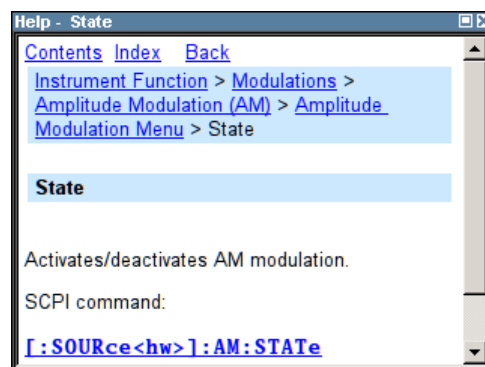 Help - State
Contents Index Back
Instrument Function > Modulations >
Amplitude Modulation (AM) > Amplitude
Modulation Menu > State
State
Activates/deactivates AM modulation.
SCPI command:
[:SOURce<hw>]:AM:STATe